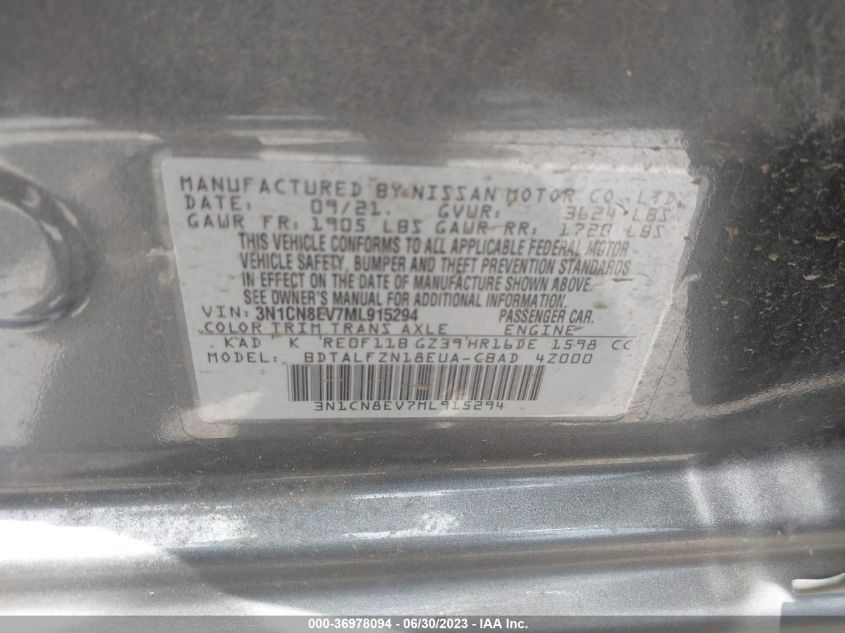 MANUFACTURED BY NISSAN MOTOR CO., LTD.
DATE: 09/21. GVWR: 3624 LBS
GAWR FR: 1905 LBS GAWR RR: 1720 LBS
THIS VEHICLE CONFORMS TO ALL APPLICABLE FEDERAL MOTOR
VEHICLE SAFETY, BUMPER AND THEFT PREVENTION STANDARDS
IN EFFECT ON THE DATE OF MANUFACTURE SHOWN ABOVE.
SEE OWNER'S MANUAL FOR ADDITIONAL INFORMATION.
VIN: 3N1CN8EV7ML915294 PASSENGER CAR.
COLOR TRIM TRANS AXLE ENGINE
KAD K RE0F11B GZ39 HR16DE 1598 CC
MODEL: BDTALFZN18EUA-CBAD 4Z000
3N1CN8EV7ML915294
000-36978094 - 06/30/2023 - IAA Inc.